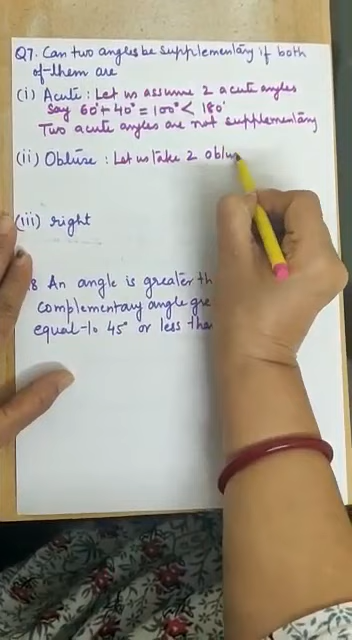 Q7. Can two angles be supplementary if both
of them are
(i) Acute : Let us assume 2 acute angles
say 60° + 40° = 100° < 180°
Two acute angles are not supplementary
(ii) Obtuse : Let us take 2 obtu
(iii) right
8 An angle is greater th
complementary angle gre
equal to 45° or less tha